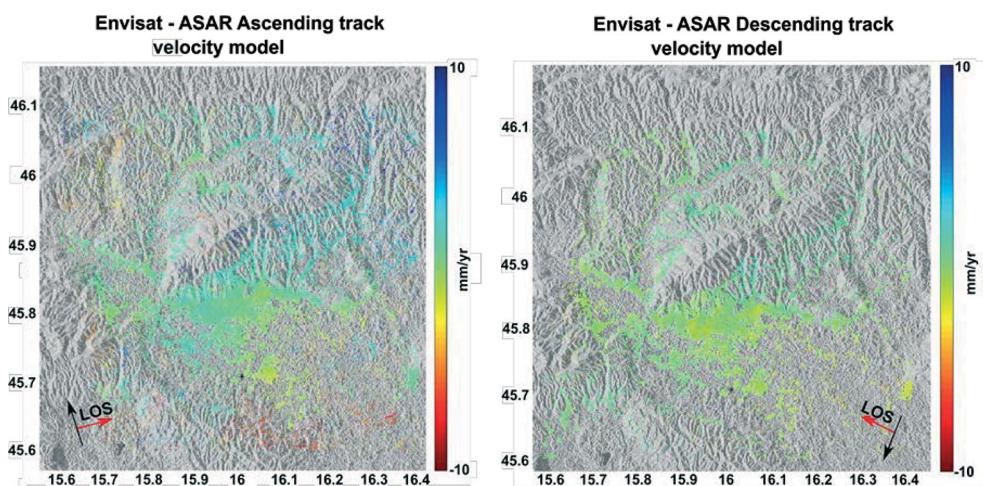 Envisat - ASAR Ascending track
velocity model
10
46.1
46
45.9
45.8
45.7
45.6
mm/yr
-10
LOS
15.6 15.7 15.8 15.9 16 16.1 16.2 16.3 16.4
Envisat - ASAR Descending track
velocity model
10
46.1
46
45.9
45.8
45.7
45.6
mm/yr
-10
LOS
15.6 15.7 15.8 15.9 16 16.1 16.2 16.3 16.4